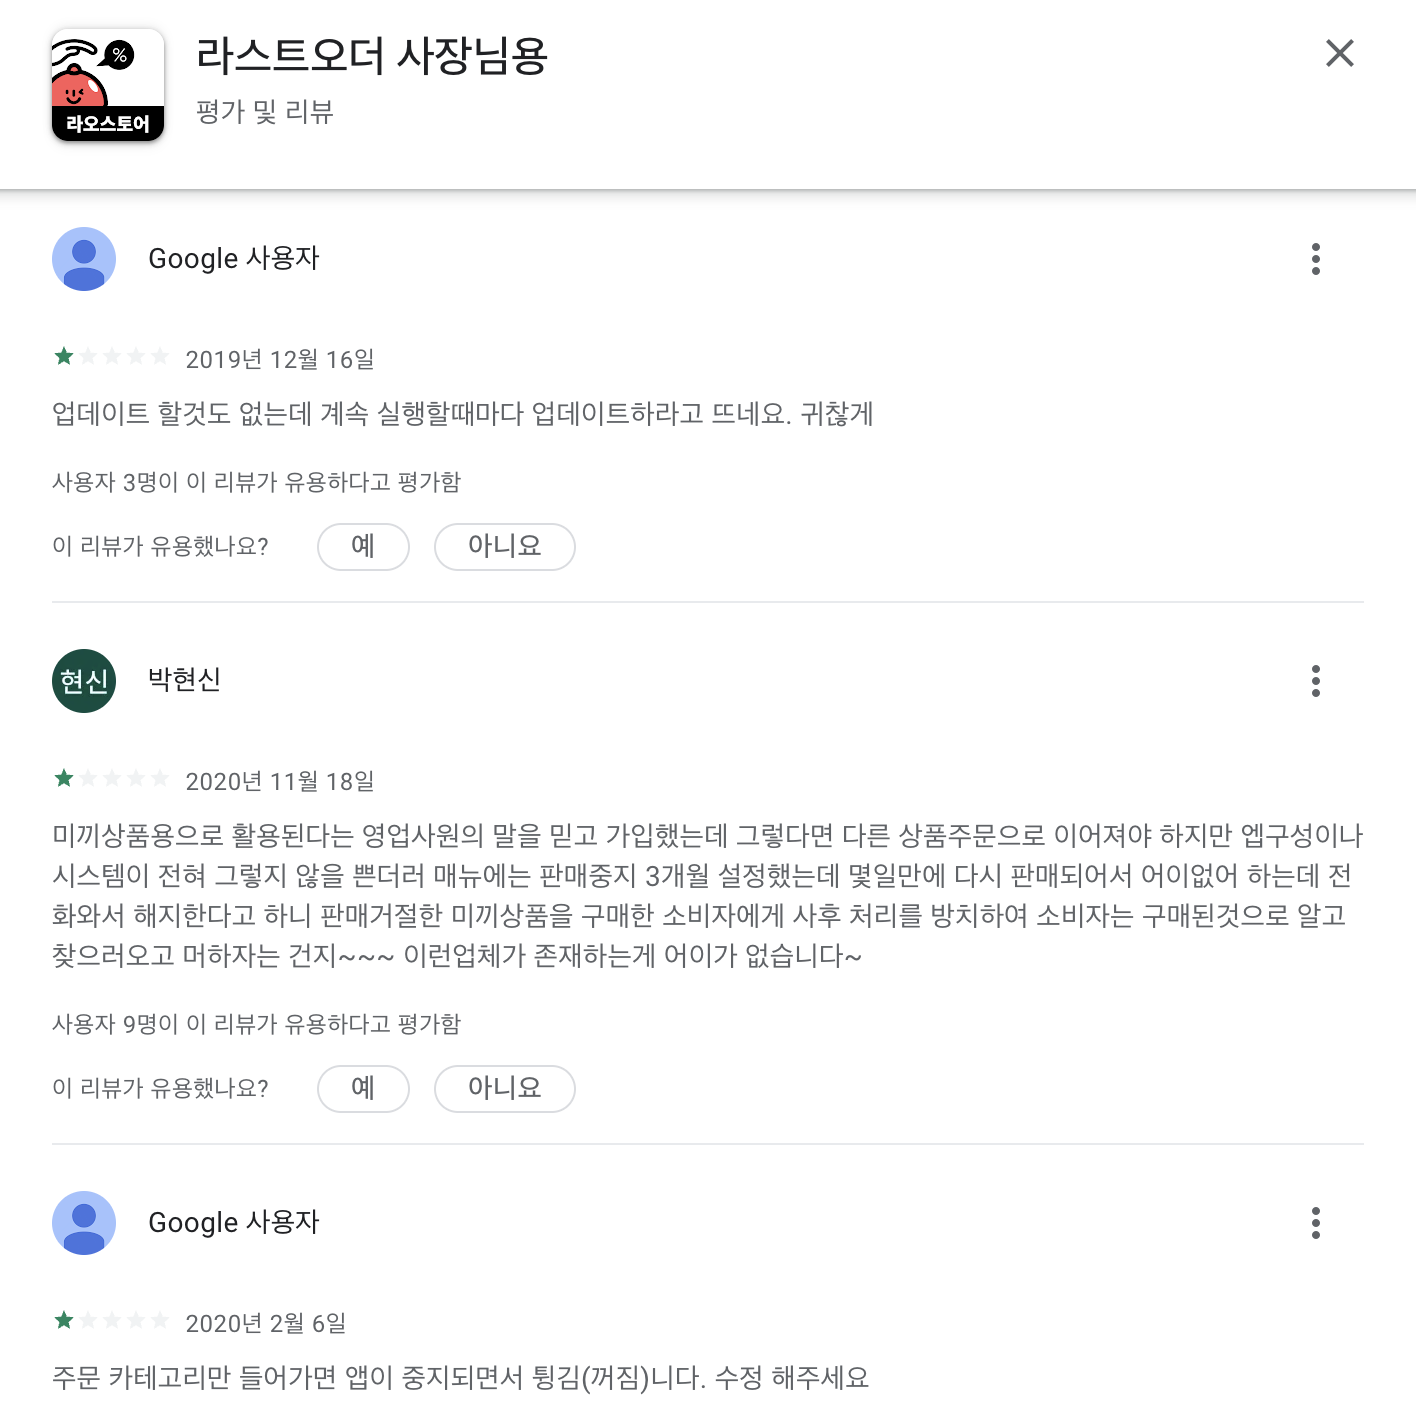 %
라오스토어
라스트오더 사장님용
평가 및 리뷰
Google 사용자
2019년 12월 16일
업데이트 할것도 없는데 계속 실행할때마다 업데이트하라고 뜨네요. 귀찮게
사용자 3명이 이 리뷰가 유용하다고 평가함
이 리뷰가 유용했나요? 예 아니요
현신 박현신
2020년 11월 18일
미끼상품용으로 활용된다는 영업사원의 말을 믿고 가입했는데 그렇다면 다른 상품주문으로 이어져야 하지만 엡구성이나
시스템이 전혀 그렇지 않을 쁜더러 매뉴에는 판매중지 3개월 설정했는데 몇일만에 다시 판매되어서 어이없어 하는데 전
화와서 해지한다고 하니 판매거절한 미끼상품을 구매한 소비자에게 사후 처리를 방치하여 소비자는 구매된것으로 알고
찾으러오고 머하자는 건지~~~ 이런업체가 존재하는게 어이가 없습니다~
사용자 9명이 이 리뷰가 유용하다고 평가함
이 리뷰가 유용했나요? 예 아니요
Google 사용자
2020년 2월 6일
주문 카테고리만 들어가면 앱이 중지되면서 튕김(꺼짐)니다. 수정 해주세요